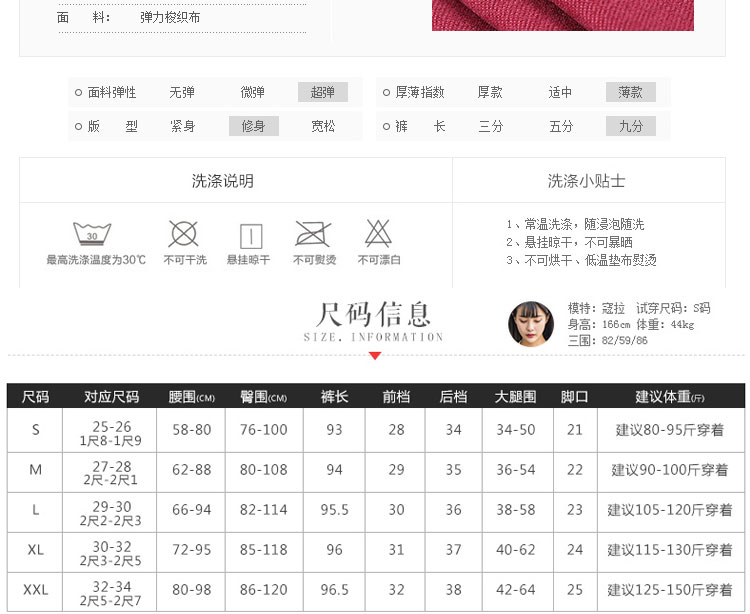 面 料： 弹力梭织布
面料弹性 无弹 微弹 超弹
厚薄指数 厚款 适中 薄款
版 型 紧身 修身 宽松
裤 长 三分 五分 九分
洗涤说明
30
最高洗涤温度为30℃ 不可干洗 悬挂晾干 不可熨烫 不可漂白
洗涤小贴士
1、常温洗涤，随浸泡随洗
2、悬挂晾干，不可暴晒
3、不可烘干、低温垫布熨烫
尺码信息
SIZE. INFORMATION
模特：寇拉 试穿尺码：S码
身高：166cm 体重：44kg
三围：82/59/86
尺码 对应尺码 腰围(CM) 臀围(CM) 裤长 前档 后档 大腿围 脚口 建议体重(斤)
S 25-26 1尺8-1尺9 58-80 76-100 93 28 34 34-50 21 建议80-95斤穿着
M 27-28 2尺-2尺1 62-88 80-108 94 29 35 36-54 22 建议90-100斤穿着
L 29-30 2尺2-2尺3 66-94 82-114 95.5 30 36 38-58 23 建议105-120斤穿着
XL 30-32 2尺3-2尺5 72-95 85-118 96 31 37 40-62 24 建议115-130斤穿着
XXL 32-34 2尺5-2尺7 80-98 86-120 96.5 32 38 42-64 25 建议125-150斤穿着